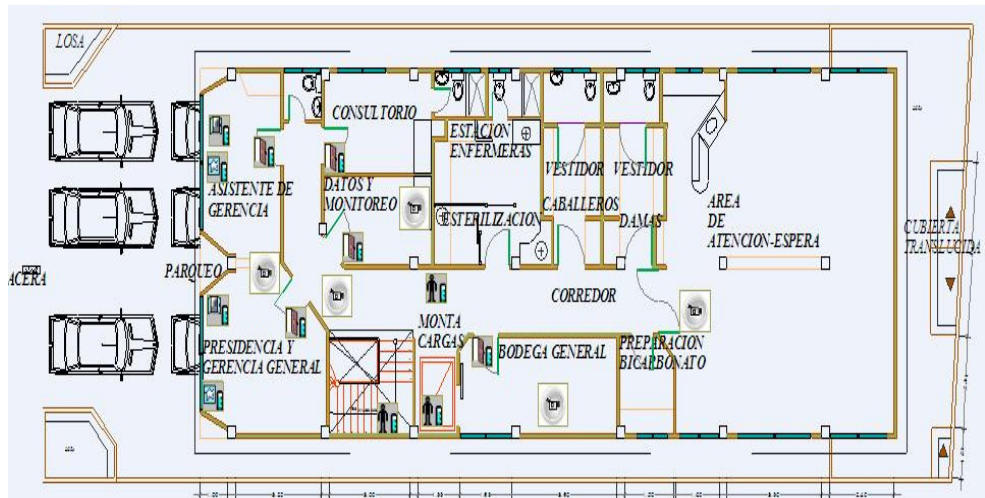 LOSA
CONSULTORIO
ESTACION
ENFERMERAS
VESTIDOR
VESTIDOR
ASISTENTE DE
GERENCIA
DATOS Y
MONITOREO
ESTERILIZACION
CABALLEROS
DAMAS
AREA
DE
ATENCION-ESPERA
CUBIERTA
TRANSLUCIDA
ACERA
PARQUEO
CORREDOR
MONTA
CARGAS
PRESIDENCIA Y
GERENCIA GENERAL
BODEGA GENERAL
PREPARACION
BICARBONATO